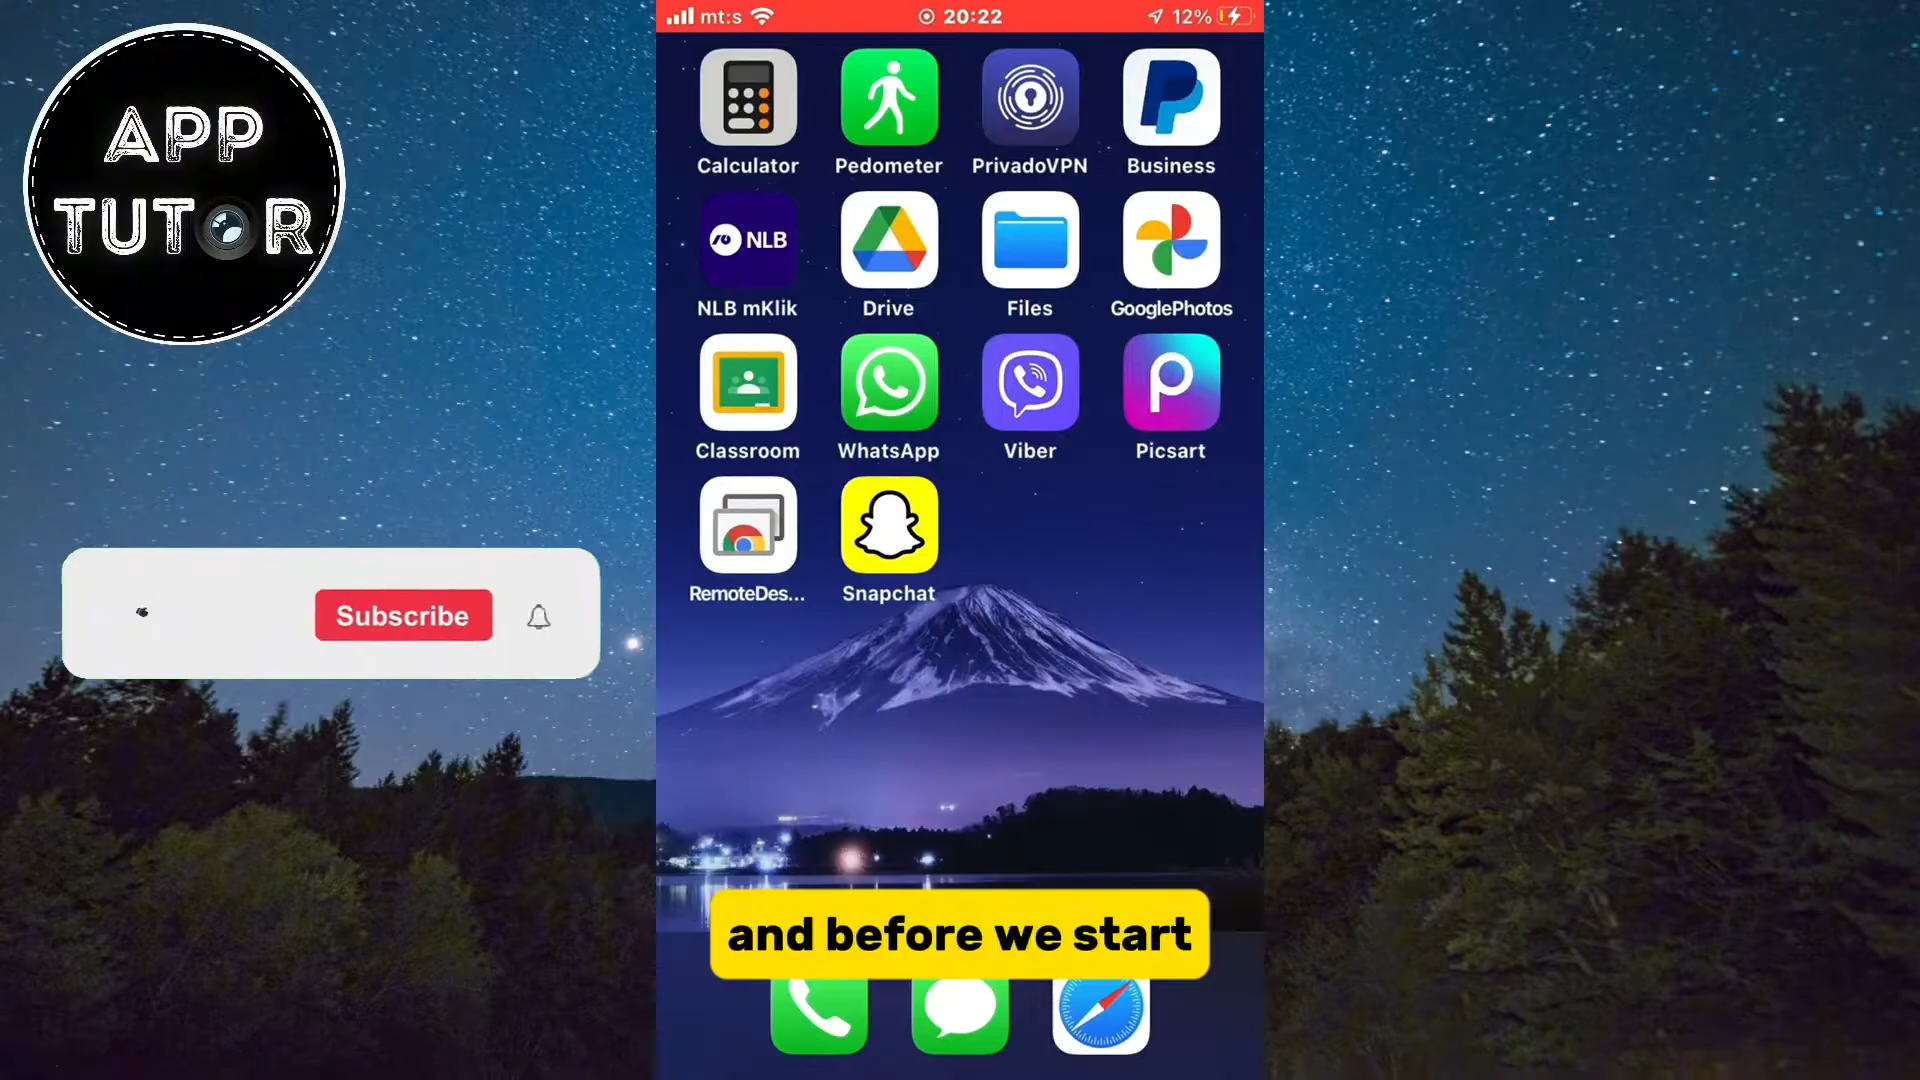 APP
TUTOR
mt:s 20:22 12%
Calculator Pedometer PrivadoVPN Business
NLB
NLB mKlik Drive Files GooglePhotos
Classroom WhatsApp Viber Picsart
RemoteDes... Snapchat
Subscribe
and before we start